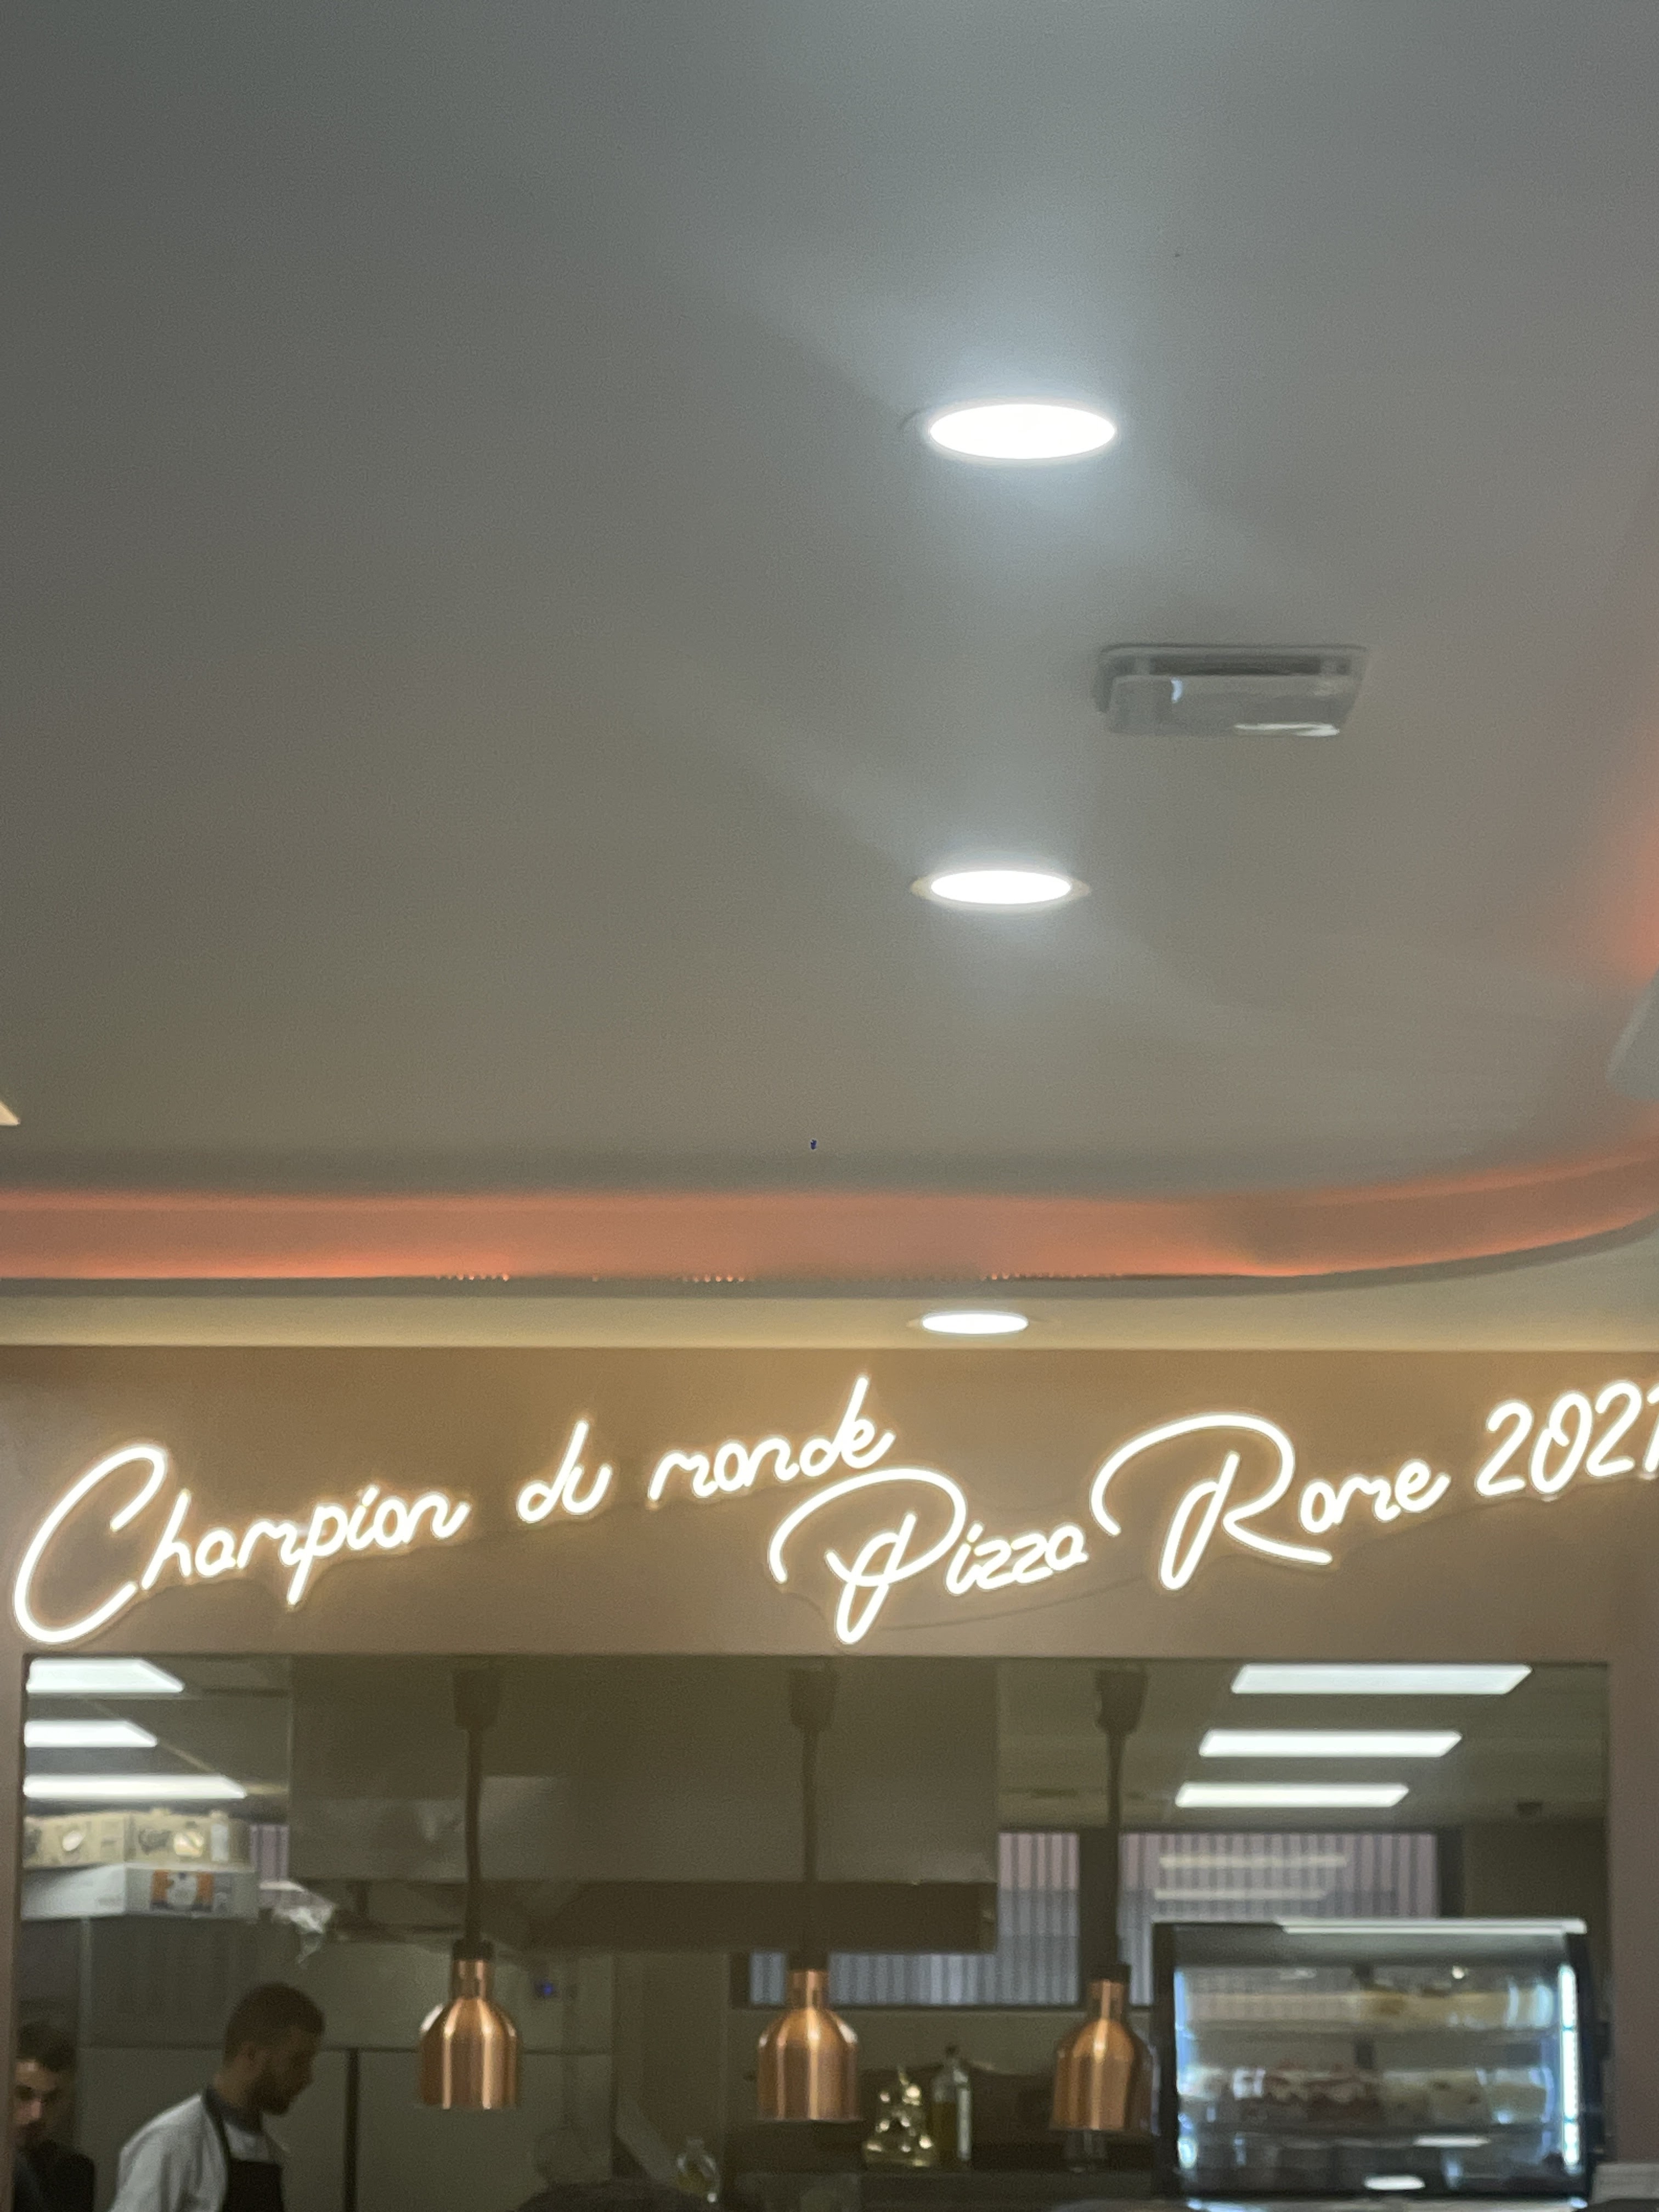 Champion du monde
Pizza Rome 2021